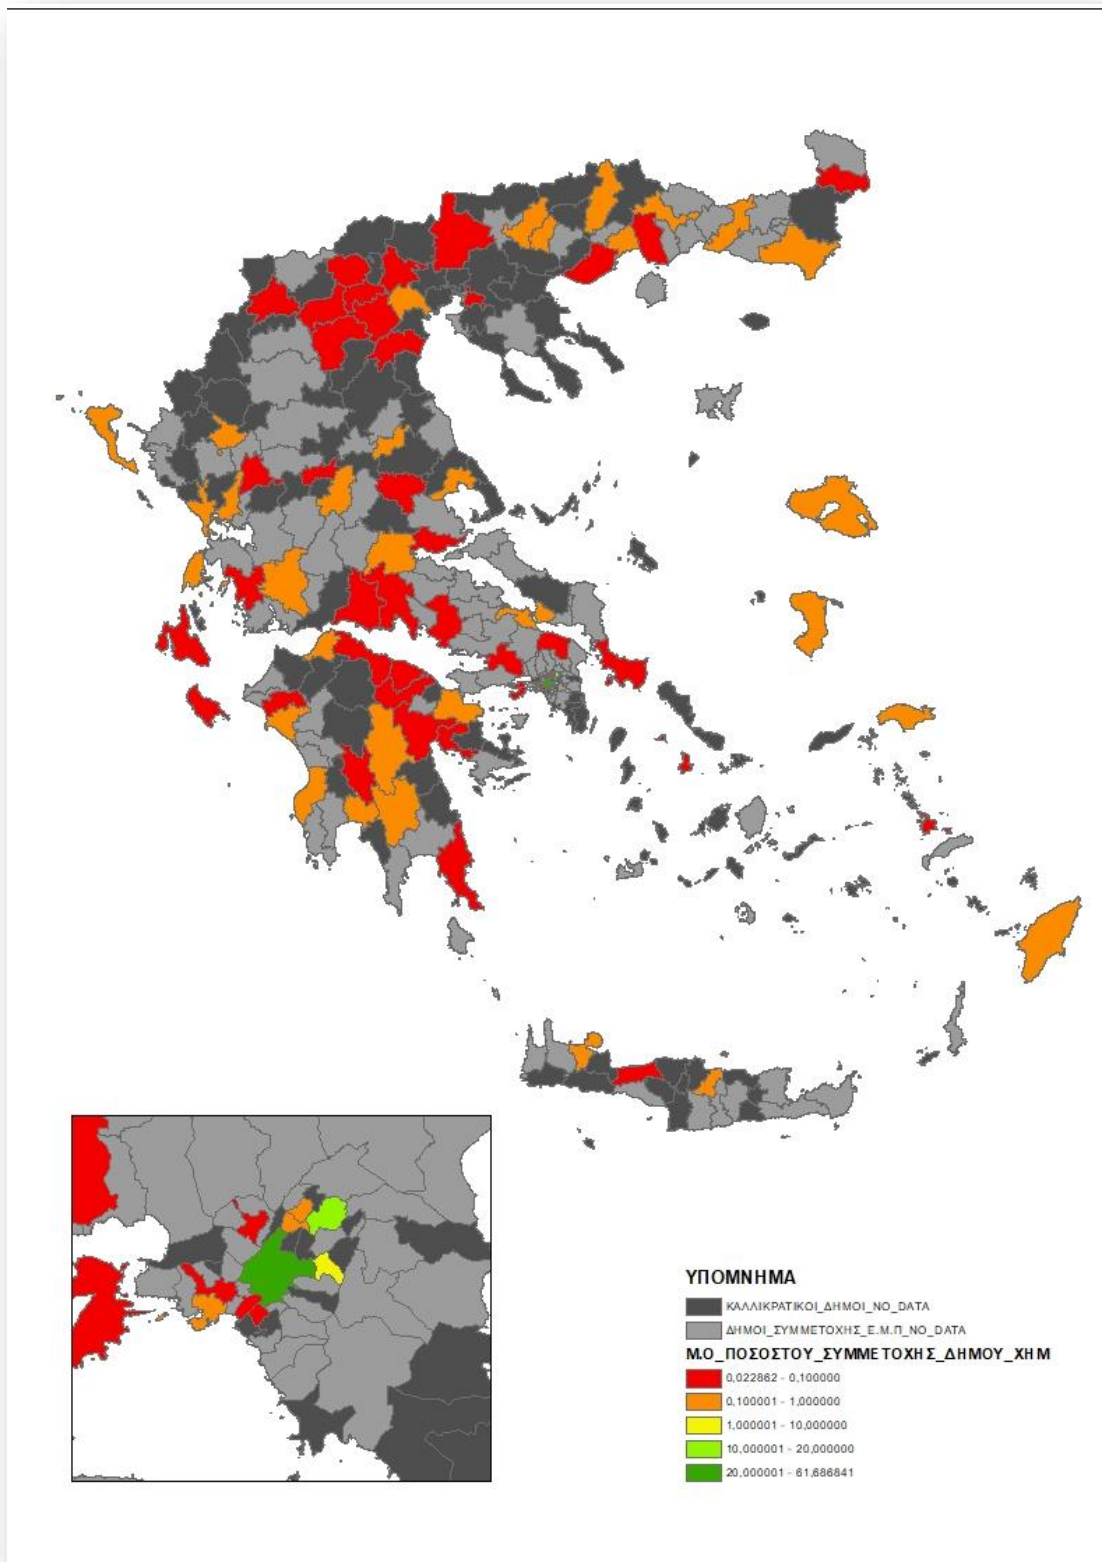 ΥΠΟΜΝΗΜΑ
ΚΑΛΛΙΚΡΑΤΙΚΟΙ_ΔΗΜΟΙ_NO_DATA
ΔΗΜΟΙ_ΣΥΜΜΕΤΟΧΗΣ_Ε.Μ.Π_NO_DATA
Μ.Ο_ΠΟΣΟΣΤΟΥ_ΣΥΜΜΕΤΟΧΗΣ_ΔΗΜΟΥ_ΧΗΜ
0,022862 - 0,100000
0,100001 - 1,000000
1,000001 - 10,000000
10,000001 - 20,000000
20,000001 - 61,686841